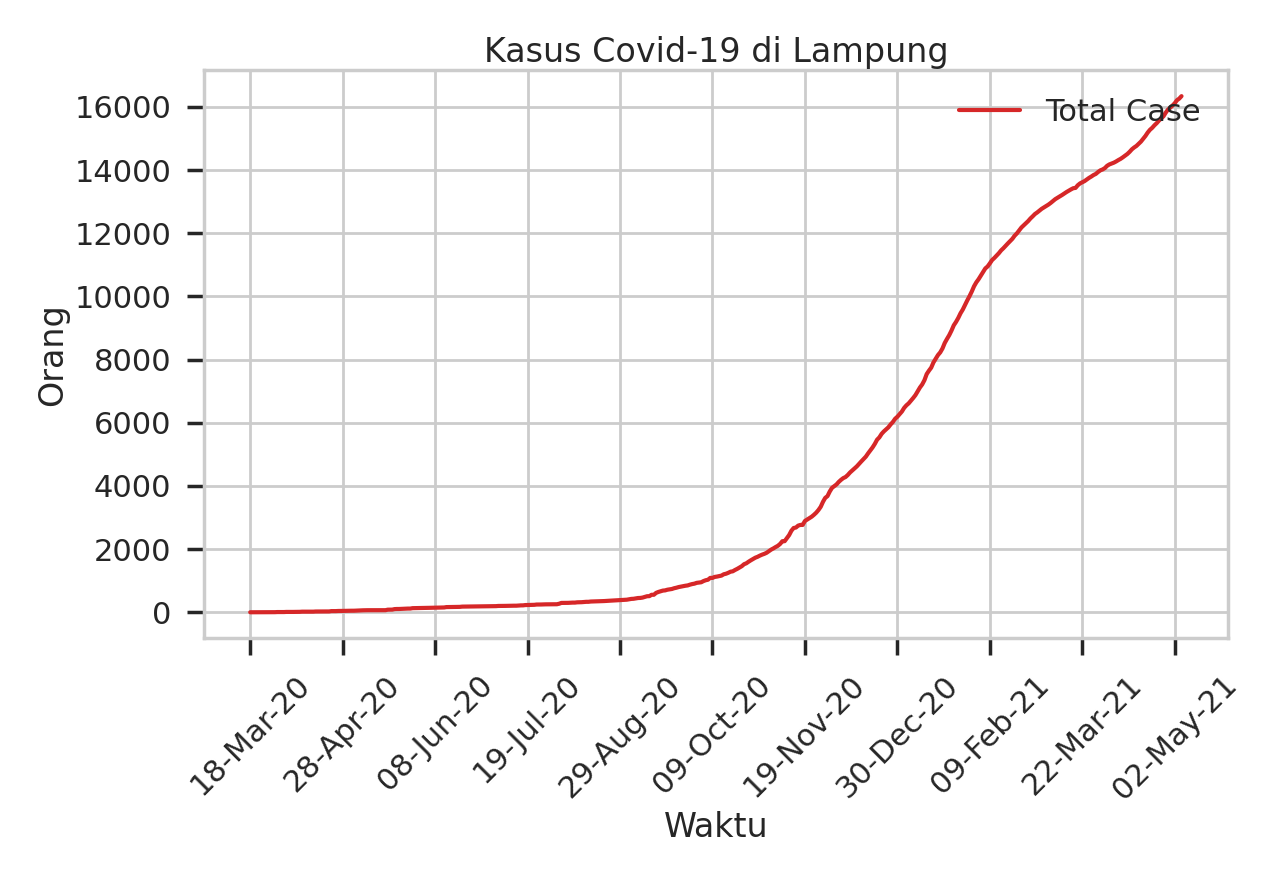 Kasus Covid-19 di Lampung
Total Case
16000
14000
12000
10000
8000
6000
4000
2000
0
Orang
18-Mar-20
28-Apr-20
08-Jun-20
19-Jul-20
29-Aug-20
09-Oct-20
19-Nov-20
30-Dec-20
09-Feb-21
22-Mar-21
02-May-21
Waktu